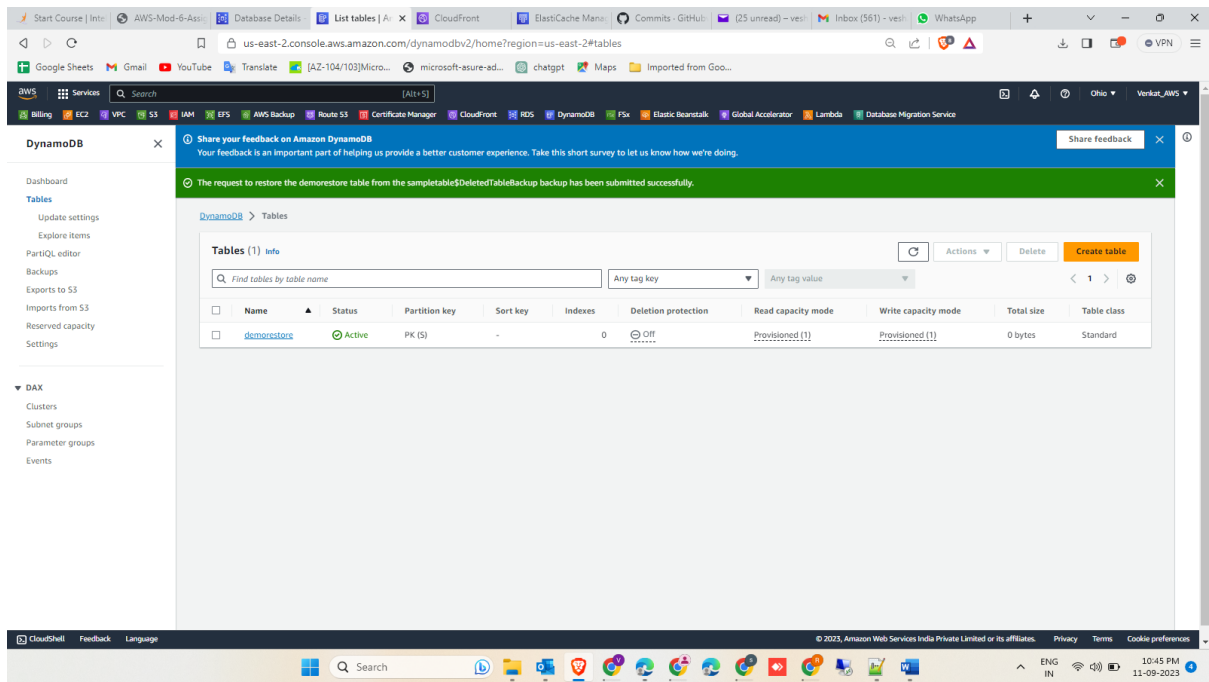 Start Course | Inte
AWS-Mod-6-Assig
Database Details -
List tables | Am
CloudFront
ElastiCache Manag
Commits · GitHub
(25 unread) – vesh
Inbox (561) - vesh
WhatsApp
us-east-2.console.aws.amazon.com/dynamodbv2/home?region=us-east-2#tables
VPN
Google Sheets Gmail YouTube Translate [AZ-104/103]Micro... microsoft-asure-ad... chatgpt Maps Imported from Goo...
aws Services Search [Alt+S] Ohio ▼ Venkat_AWS ▼
Billing EC2 VPC S3 IAM EFS AWS Backup Route 53 Certificate Manager CloudFront RDS DynamoDB FSx Elastic Beanstalk Global Accelerator Lambda Database Migration Service
DynamoDB
Share your feedback on Amazon DynamoDB
Your feedback is an important part of helping us provide a better customer experience. Take this short survey to let us know how we're doing.
Share feedback
Dashboard
Tables
Update settings
Explore items
PartiQL editor
Backups
Exports to S3
Imports from S3
Reserved capacity
Settings
DAX
Clusters
Subnet groups
Parameter groups
Events
The request to restore the demorestore table from the sampletable$DeletedTableBackup backup has been submitted successfully.
DynamoDB > Tables
Tables (1) Info
Actions ▼ Delete Create table
Find tables by table name Any tag key Any tag value < 1 >
Name Status Partition key Sort key Indexes Deletion protection Read capacity mode Write capacity mode Total size Table class
demorestore Active PK (S) - 0 Off Provisioned (1) Provisioned (1) 0 bytes Standard
CloudShell Feedback Language © 2023, Amazon Web Services India Private Limited or its affiliates. Privacy Terms Cookie preferences
Search
ENG
IN
10:45 PM
11-09-2023
4